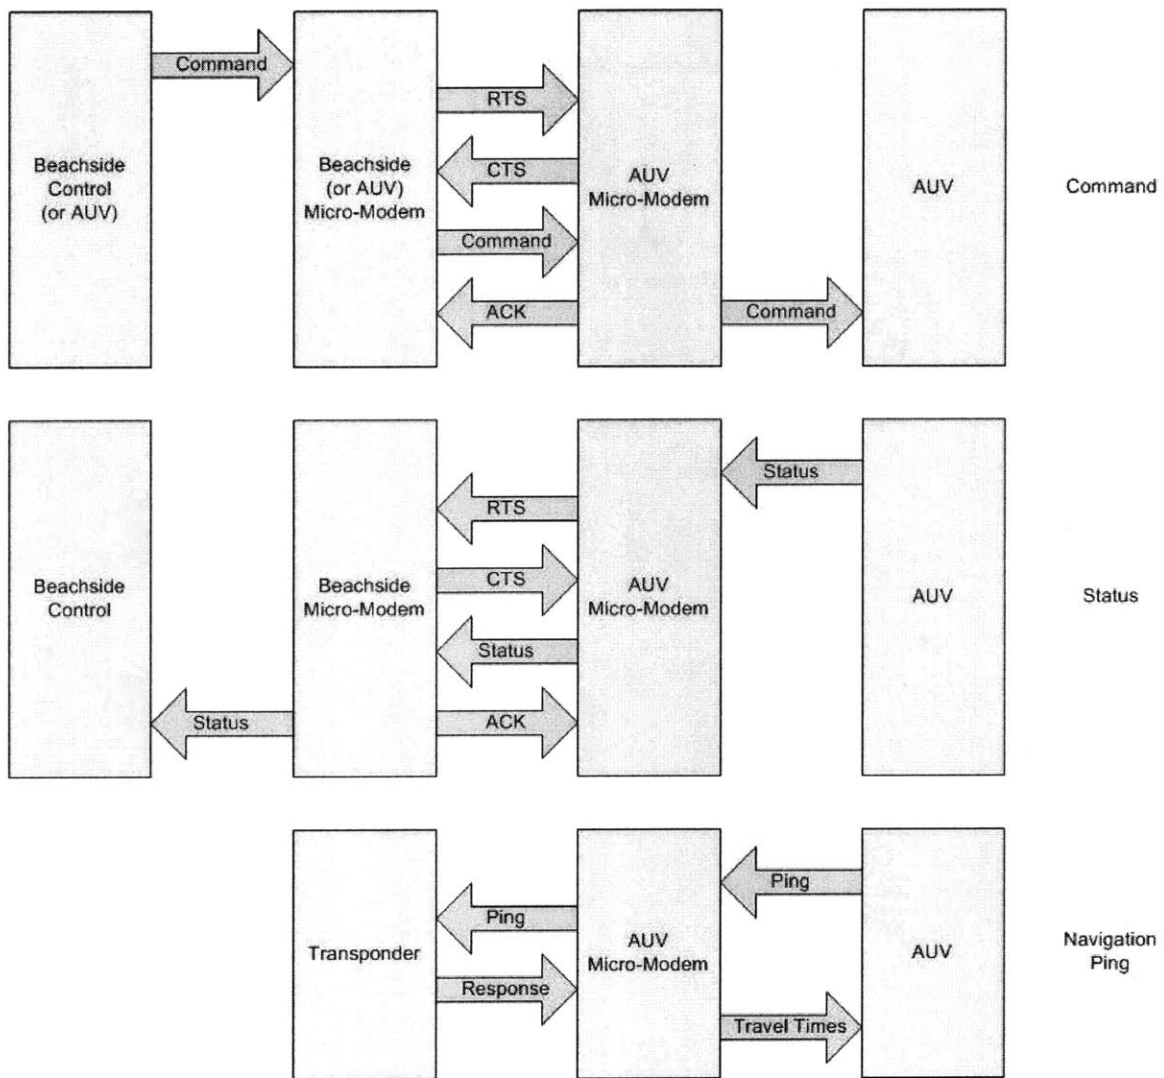 Command
RTS
CTS
Command
ACK
Command
Beachside
Control
(or AUV)
Beachside
(or AUV)
Micro-Modem
AUV
Micro-Modem
AUV
Command
Status
RTS
CTS
Status
ACK
Status
Beachside
Control
Beachside
Micro-Modem
AUV
Micro-Modem
AUV
Status
Ping
Ping
Response
Travel Times
Transponder
AUV
Micro-Modem
AUV
Navigation
Ping